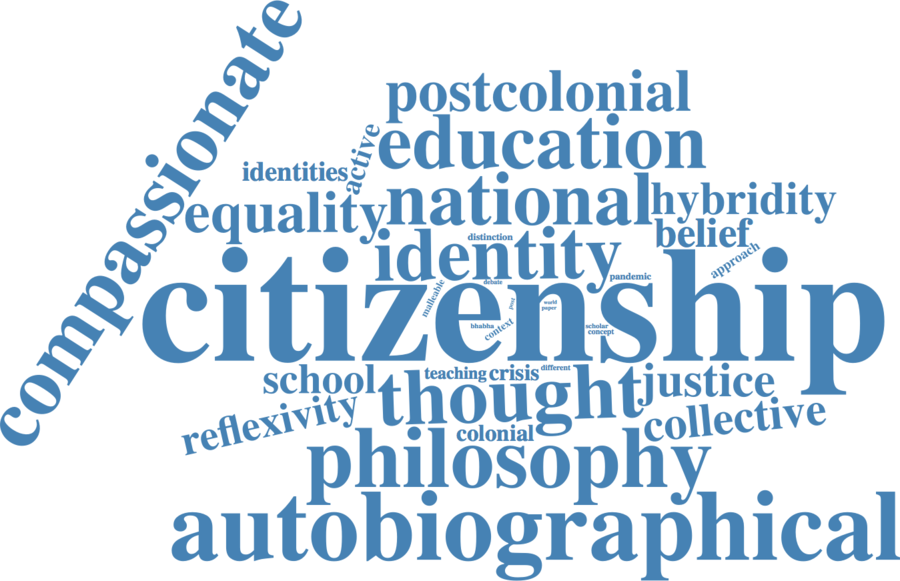 compassionate
postcolonial
education
active
identities
national
hybridity
equality
belief
distinction
identity
approach
pandemic
debate
malleable
citizenship
post
world
paper
bhabha
context
scholar
concept
school
teaching
crisis
different
justice
thought
reflexivity
collective
colonial
philosophy
autobiographical